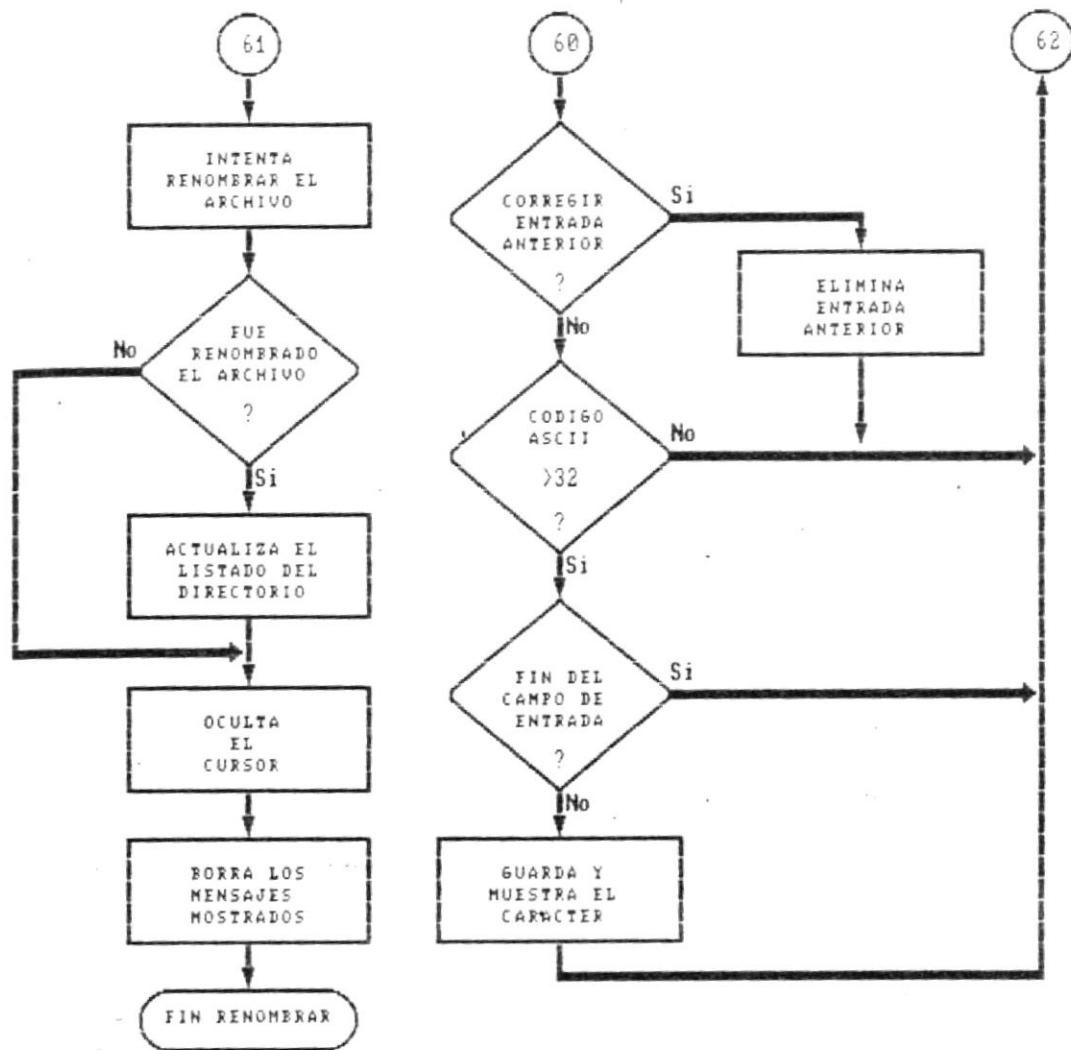 61
INTENTA
RENOMBRAR EL
ARCHIVO
FUE
RENOMBRADO
EL ARCHIVO
?
No
Si
ACTUALIZA EL
LISTADO DEL
DIRECTORIO
OCULTA
EL
CURSOR
BORRA LOS
MENSAJES
MOSTRADOS
FIN RENOMBRAR
60
CORREGIR
ENTRADA
ANTERIOR
?
Si
No
ELIMINA
ENTRADA
ANTERIOR
CODIGO
ASCII
>32
?
No
Si
FIN DEL
CAMPO DE
ENTRADA
?
Si
No
GUARDA Y
MUESTRA EL
CARACTER
62